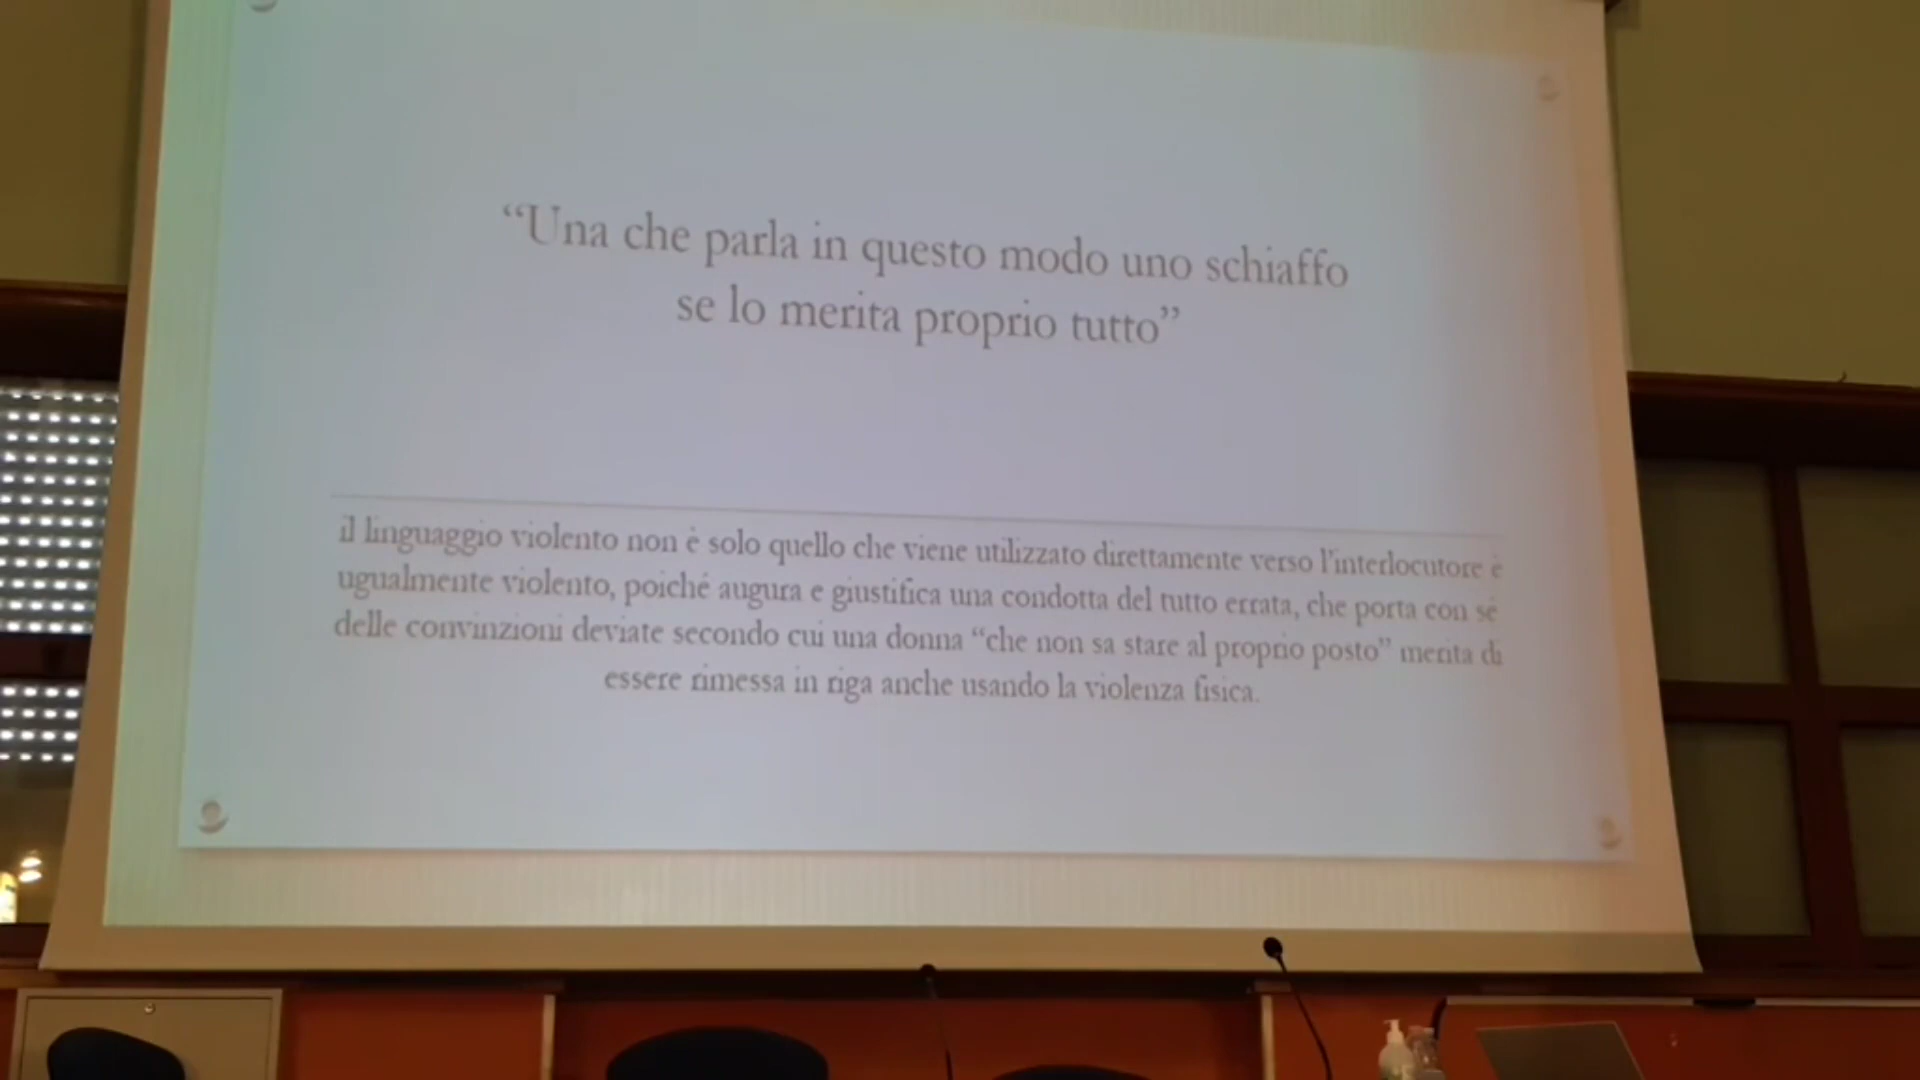 “Una che parla in questo modo uno schiaffo
se lo merita proprio tutto”
il linguaggio violento non è solo quello che viene utilizzato direttamente verso l'interlocutore è
ugualmente violento, poiché augura e giustifica una condotta del tutto errata, che porta con sé
delle convinzioni deviate secondo cui una donna “che non sa stare al proprio posto” merita di
essere rimessa in riga anche usando la violenza fisica.